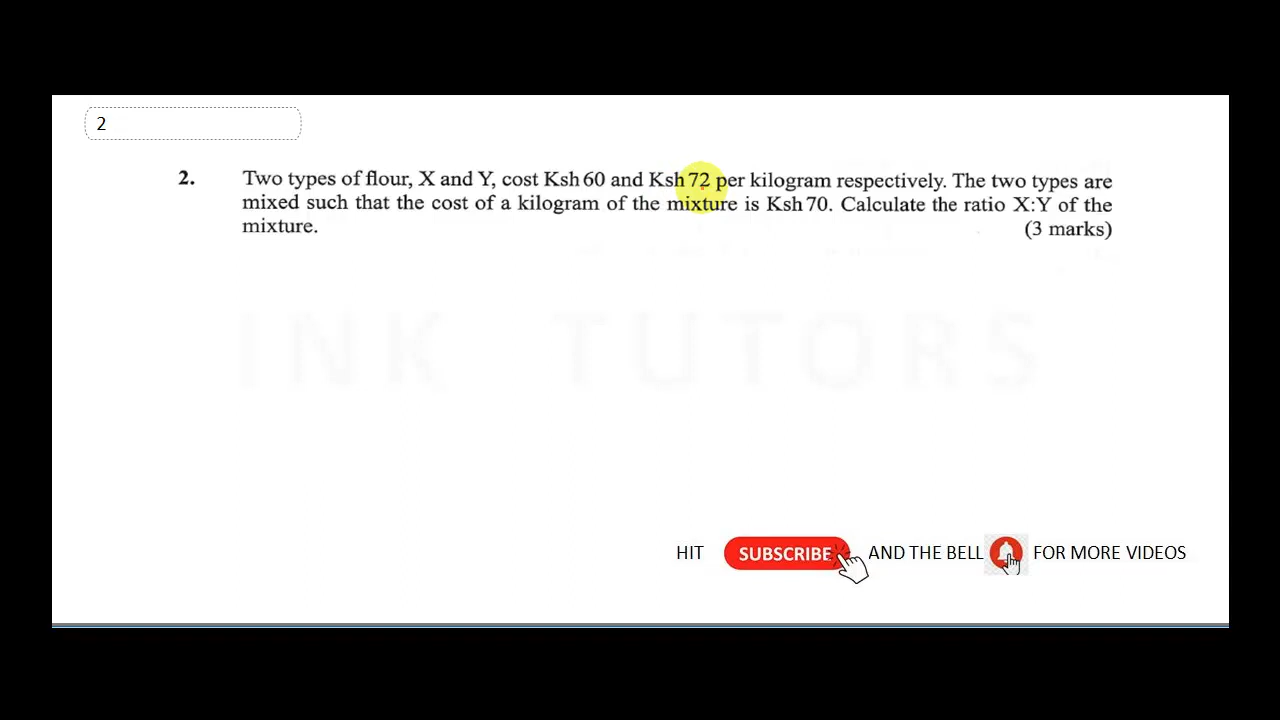 2
2. Two types of flour, X and Y, cost Ksh 60 and Ksh 72 per kilogram respectively. The two types are
mixed such that the cost of a kilogram of the mixture is Ksh 70. Calculate the ratio X:Y of the
mixture. (3 marks)
INK TUTORS
HIT SUBSCRIBE AND THE BELL FOR MORE VIDEOS